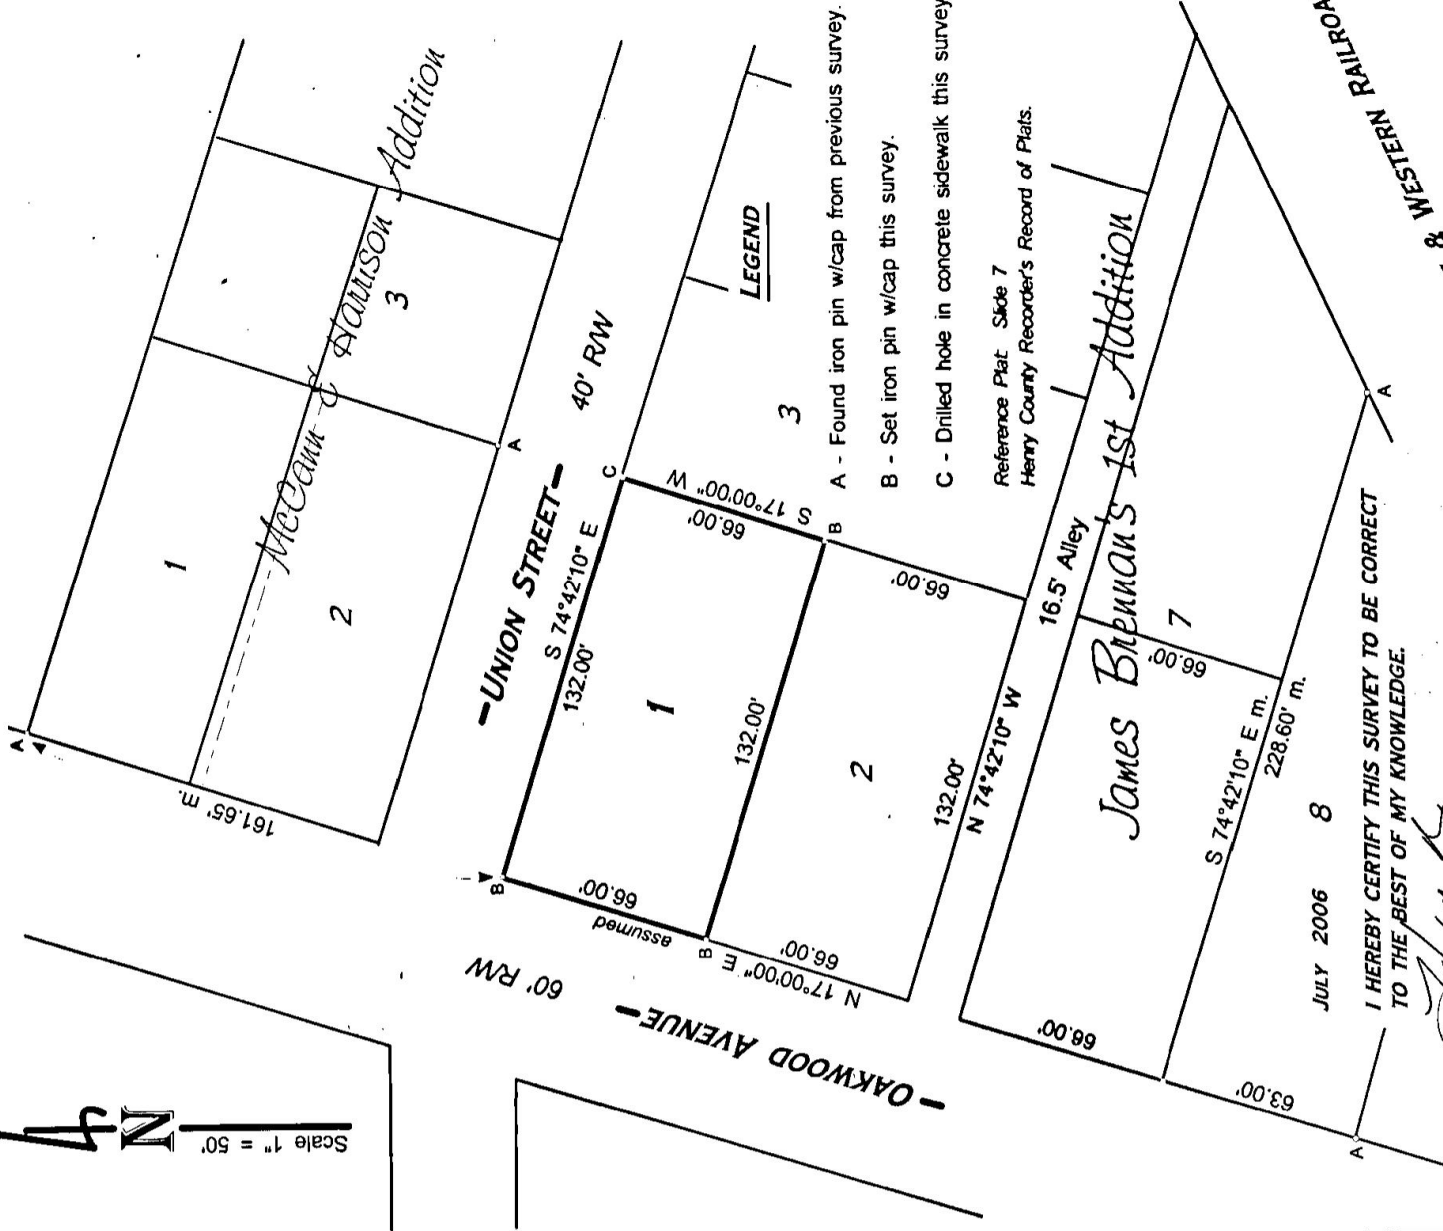 McCann & Harrison Addition
1
2
3
A
A
161.65' m.
—UNION STREET—
40' R/W
S 74°42'10" E
132.00'
C
B
66.00'
assumed
1
S 17°00'00" W
66.00'
B
132.00'
B
N 17°00'00" E
66.00'
2
66.00'
132.00'
N 74°42'10" W
16.5' Alley
3
LEGEND
A - Found iron pin w/cap from previous survey.
B - Set iron pin w/cap this survey.
C - Drilled hole in concrete sidewalk this survey
Reference Plat Slide 7
Henry County Recorder's Record of Plats.
60' R/W
— OAKWOOD AVENUE —
James Brennan's 1st Addition
7
66.00'
66.00'
S 74°42'10" E m.
228.60' m.
8
63.00'
A
A
& WESTERN RAILROA
JULY 2006
I HEREBY CERTIFY THIS SURVEY TO BE CORRECT
TO THE BEST OF MY KNOWLEDGE.
N
Scale 1" = 50'